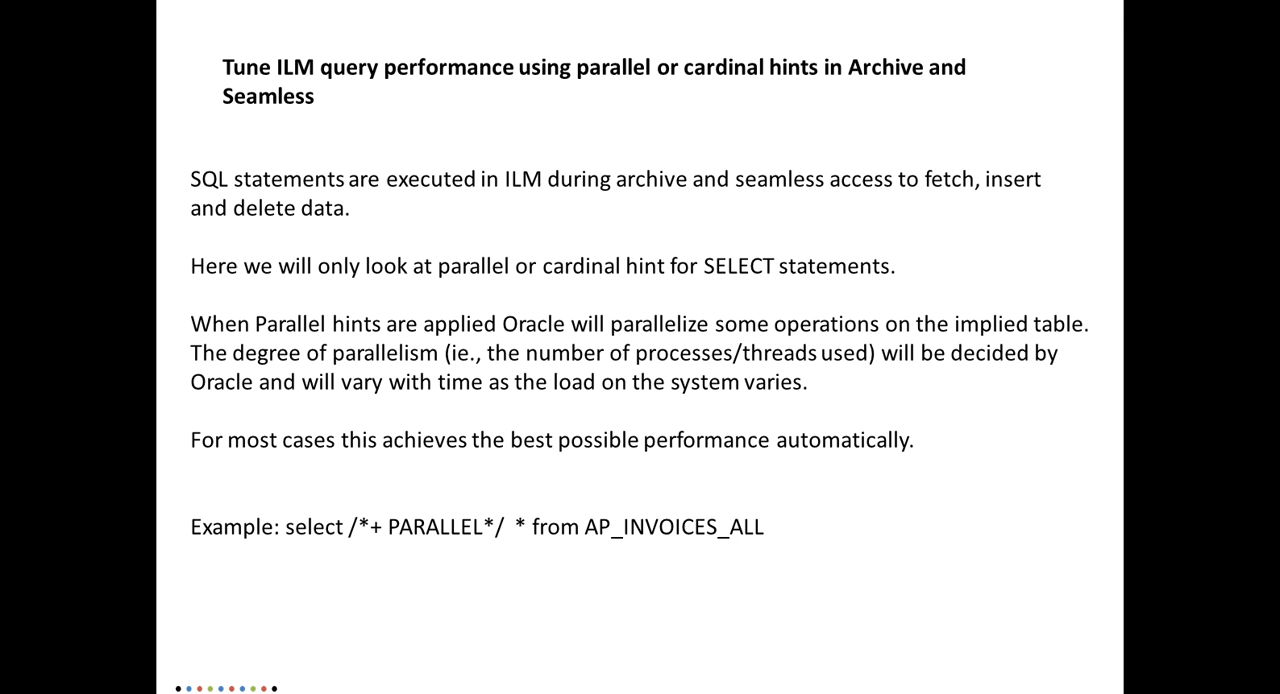 Tune ILM query performance using parallel or cardinal hints in Archive and
Seamless
SQL statements are executed in ILM during archive and seamless access to fetch, insert
and delete data.
Here we will only look at parallel or cardinal hint for SELECT statements.
When Parallel hints are applied Oracle will parallelize some operations on the implied table.
The degree of parallelism (ie., the number of processes/threads used) will be decided by
Oracle and will vary with time as the load on the system varies.
For most cases this achieves the best possible performance automatically.
Example: select /*+ PARALLEL*/  * from AP_INVOICES_ALL